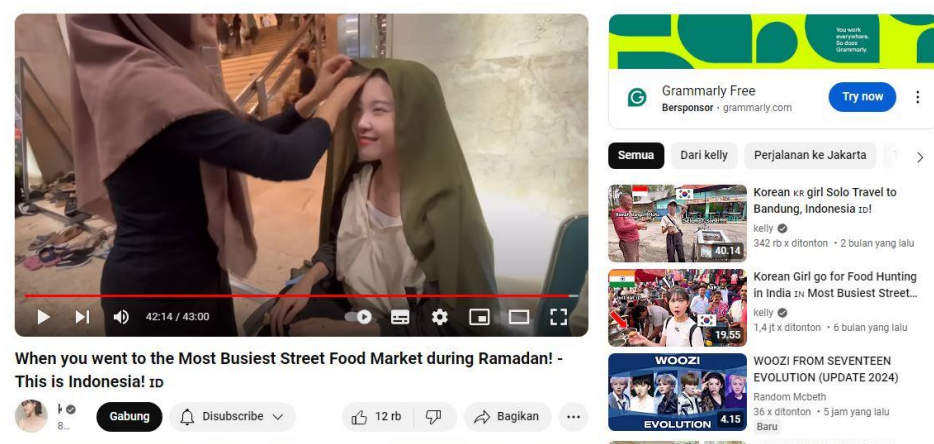 42:14 / 43:00
When you went to the Most Busiest Street Food Market during Ramadan! -
This is Indonesia! ID
8...
Gabung
Disubscribe
12 rb
Bagikan
You work
everywhere.
So does
Grammarly.
Grammarly Free
Bersponsor · grammarly.com
Try now
Semua
Dari kelly
Perjalanan ke Jakarta
40.14
Korean KR girl Solo Travel to
Bandung, Indonesia ID!
kelly
342 rb x ditonton • 2 bulan yang lalu
19.55
Korean Girl go for Food Hunting
in India IN Most Busiest Street...
kelly
1,4 jt x ditonton • 6 bulan yang lalu
WOOZI
EVOLUTION
4.15
WOOZI FROM SEVENTEEN
EVOLUTION (UPDATE 2024)
Random Mcbeth
36 x ditonton • 5 jam yang lalu
Baru